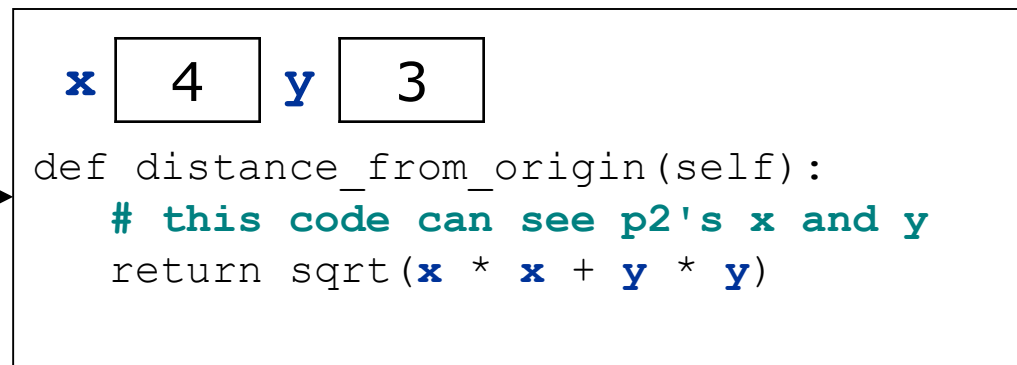 x 4 y 3
def distance_from_origin(self):
# this code can see p2's x and y
return sqrt(x * x + y * y)